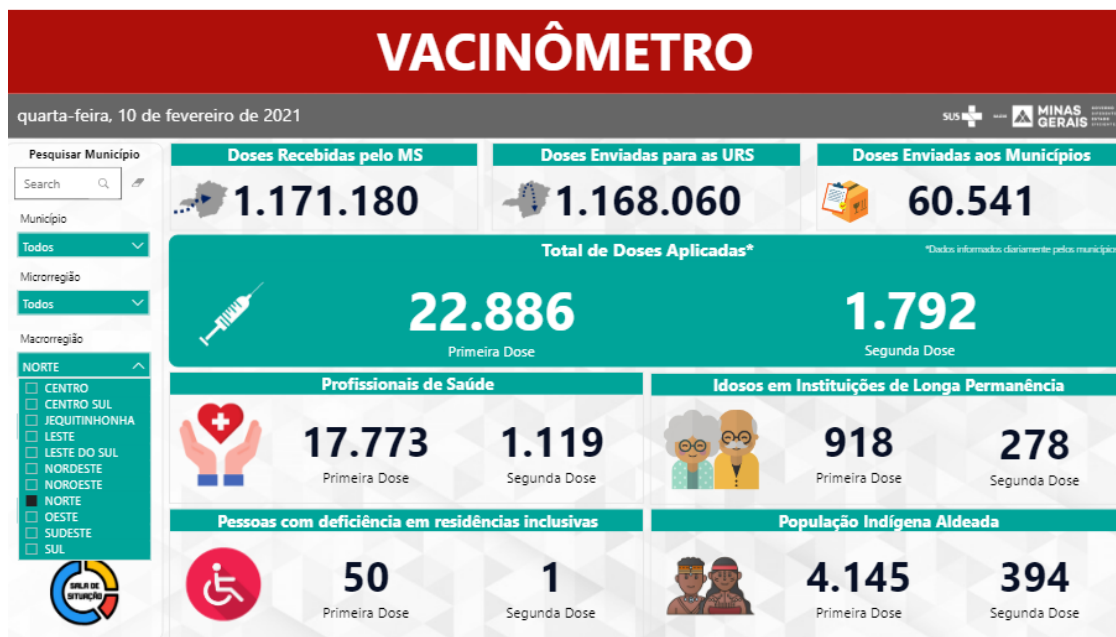 VACINÔMETRO
quarta-feira, 10 de fevereiro de 2021
SUS
MINAS GERAIS
Pesquisar Município
Search
Município
Todos
Microrregião
Todos
Macrorregião
NORTE
CENTRO
CENTRO SUL
JEQUITINHONHA
LESTE
LESTE DO SUL
NORDESTE
NOROESTE
NORTE
OESTE
SUDESTE
SUL
SALA DE
SITUAÇÃO
Doses Recebidas pelo MS
1.171.180
Doses Enviadas para as URS
1.168.060
Doses Enviadas aos Municípios
60.541
Total de Doses Aplicadas*
*Dados informados diariamente pelos municípios
22.886
Primeira Dose
1.792
Segunda Dose
Profissionais de Saúde
17.773
Primeira Dose
1.119
Segunda Dose
Idosos em Instituições de Longa Permanência
918
Primeira Dose
278
Segunda Dose
Pessoas com deficiência em residências inclusivas
50
Primeira Dose
1
Segunda Dose
População Indígena Aldeada
4.145
Primeira Dose
394
Segunda Dose